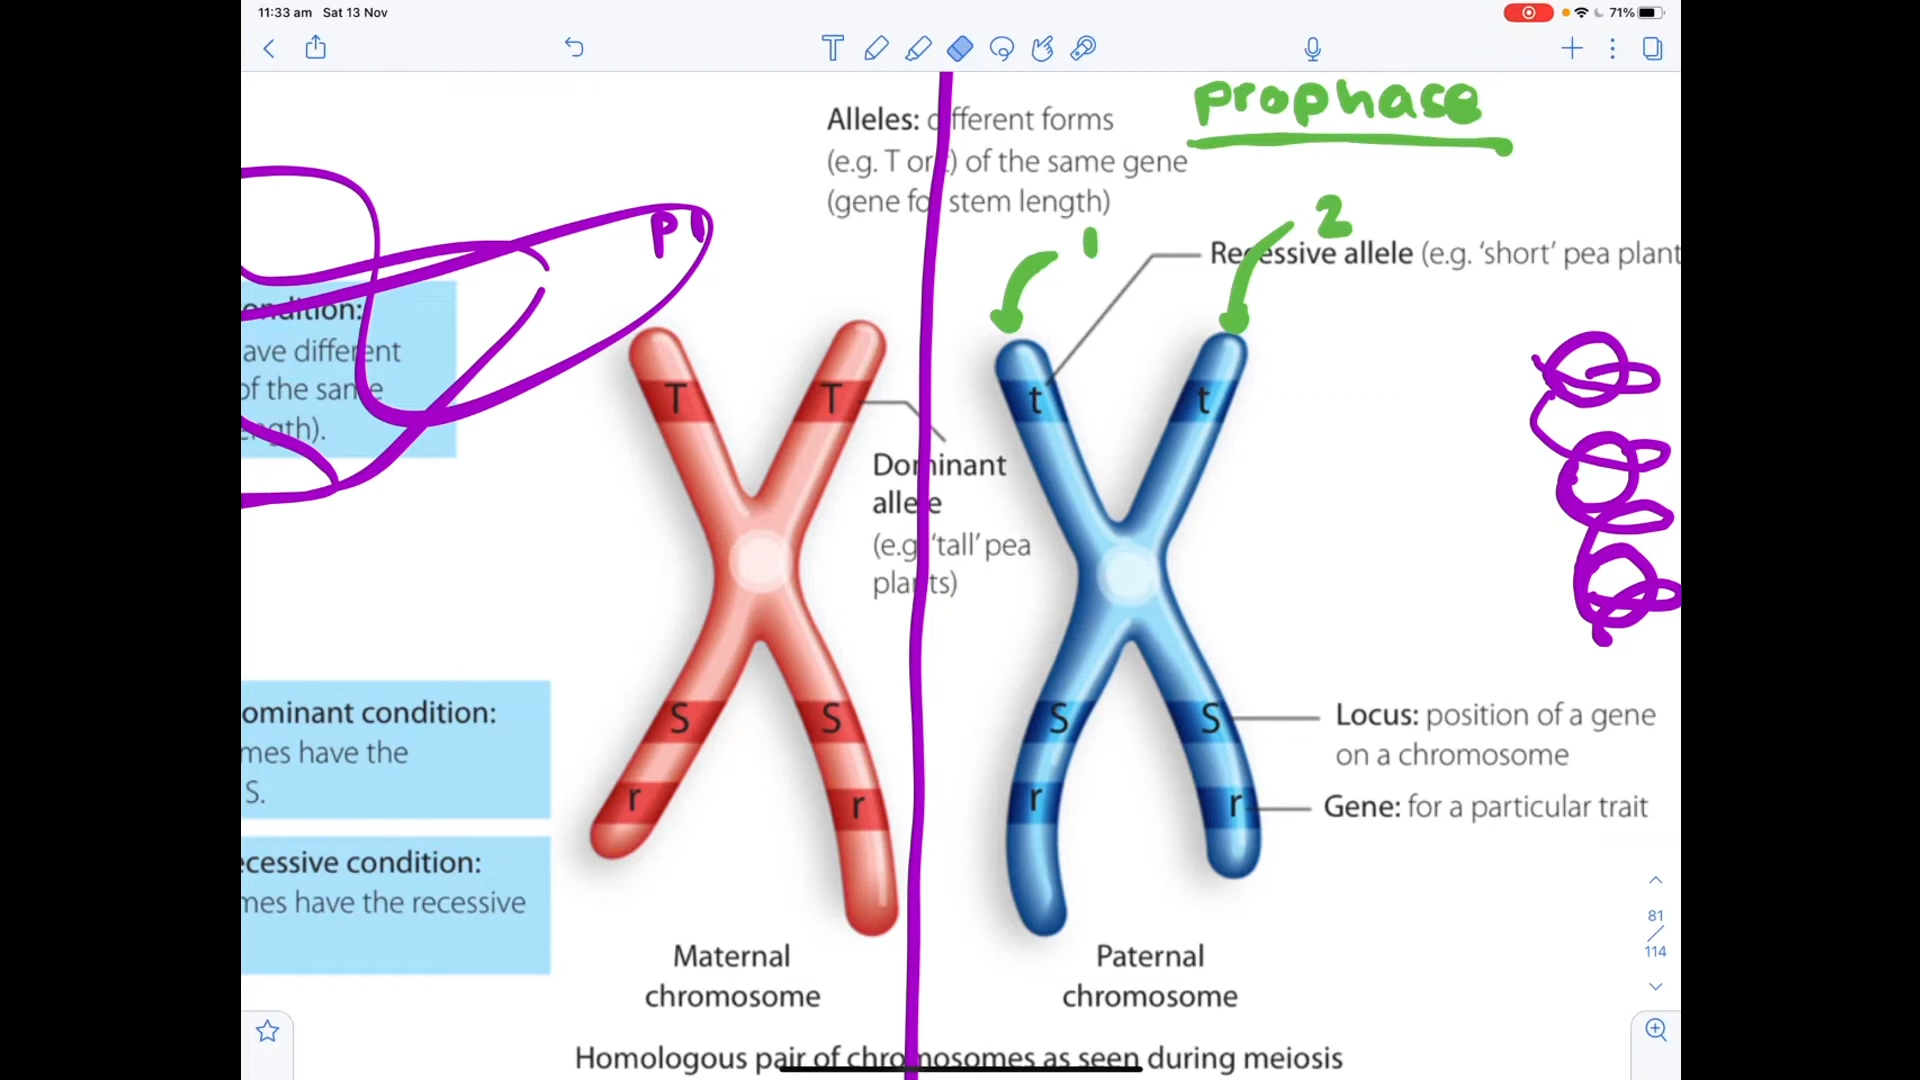 11:33 am Sat 13 Nov
71%
prophase
Alleles: different forms
(e.g. T or t) of the same gene
(gene for stem length)
p1
1
2
Recessive allele (e.g. 'short' pea plant
ondition:
ave different
of the same
ength).
T
T
t
t
Dominant
allele
(e.g. 'tall' pea
plants)
ominant condition:
mes have the
S.
S
S
S
S
Locus: position of a gene
on a chromosome
r
r
r
r
Gene: for a particular trait
ecessive condition:
mes have the recessive
81
114
Maternal
chromosome
Paternal
chromosome
Homologous pair of chromosomes as seen during meiosis